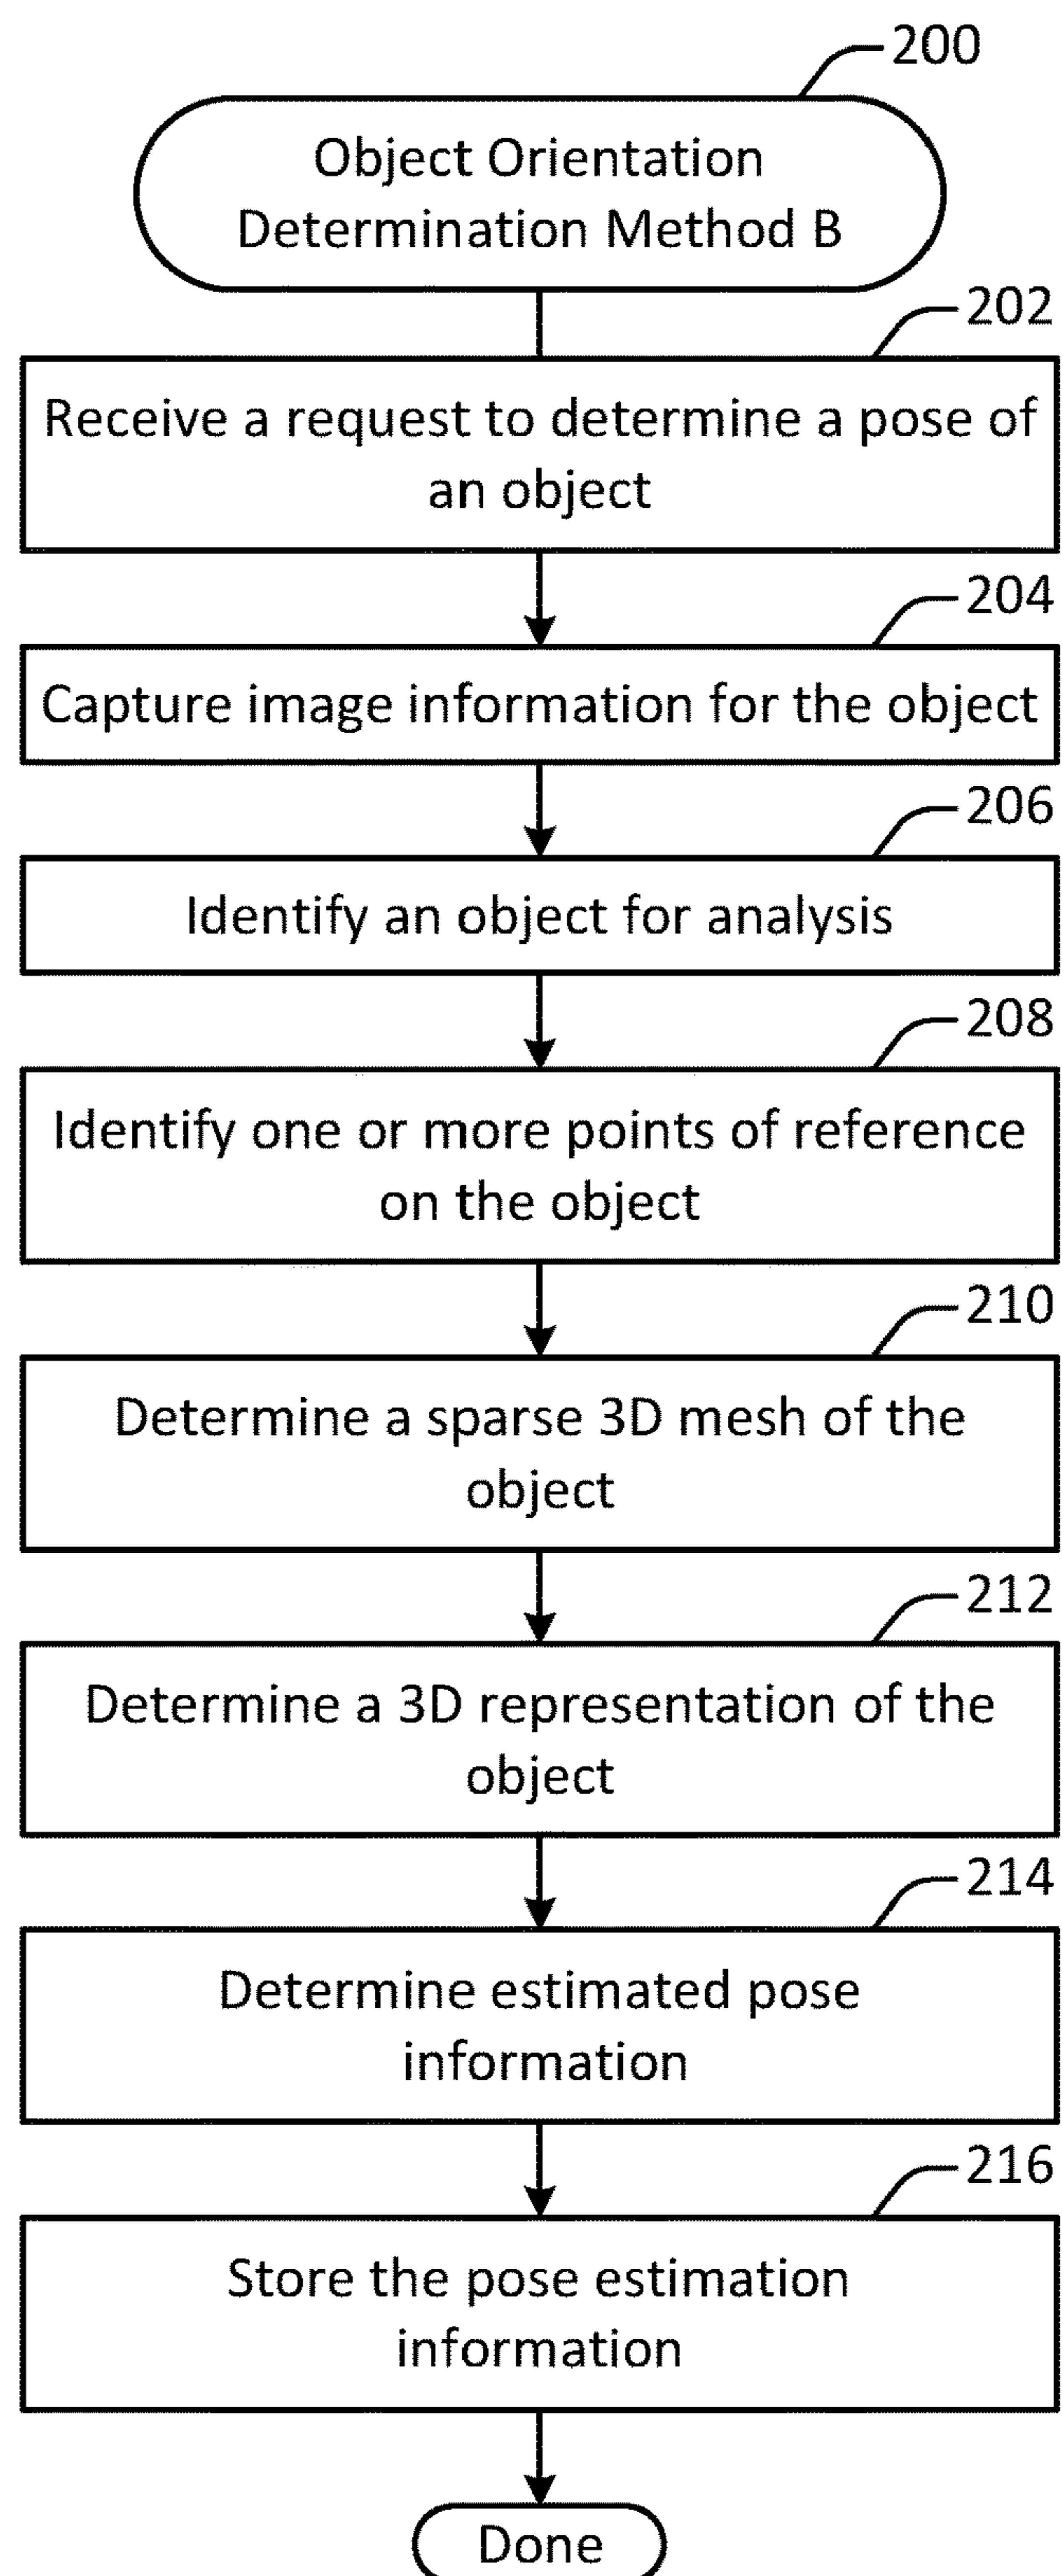 200
Object Orientation
Determination Method B
202
Receive a request to determine a pose of
an object
204
Capture image information for the object
206
Identify an object for analysis
208
Identify one or more points of reference
on the object
210
Determine a sparse 3D mesh of the
object
212
Determine a 3D representation of the
object
214
Determine estimated pose
information
216
Store the pose estimation
information
Done